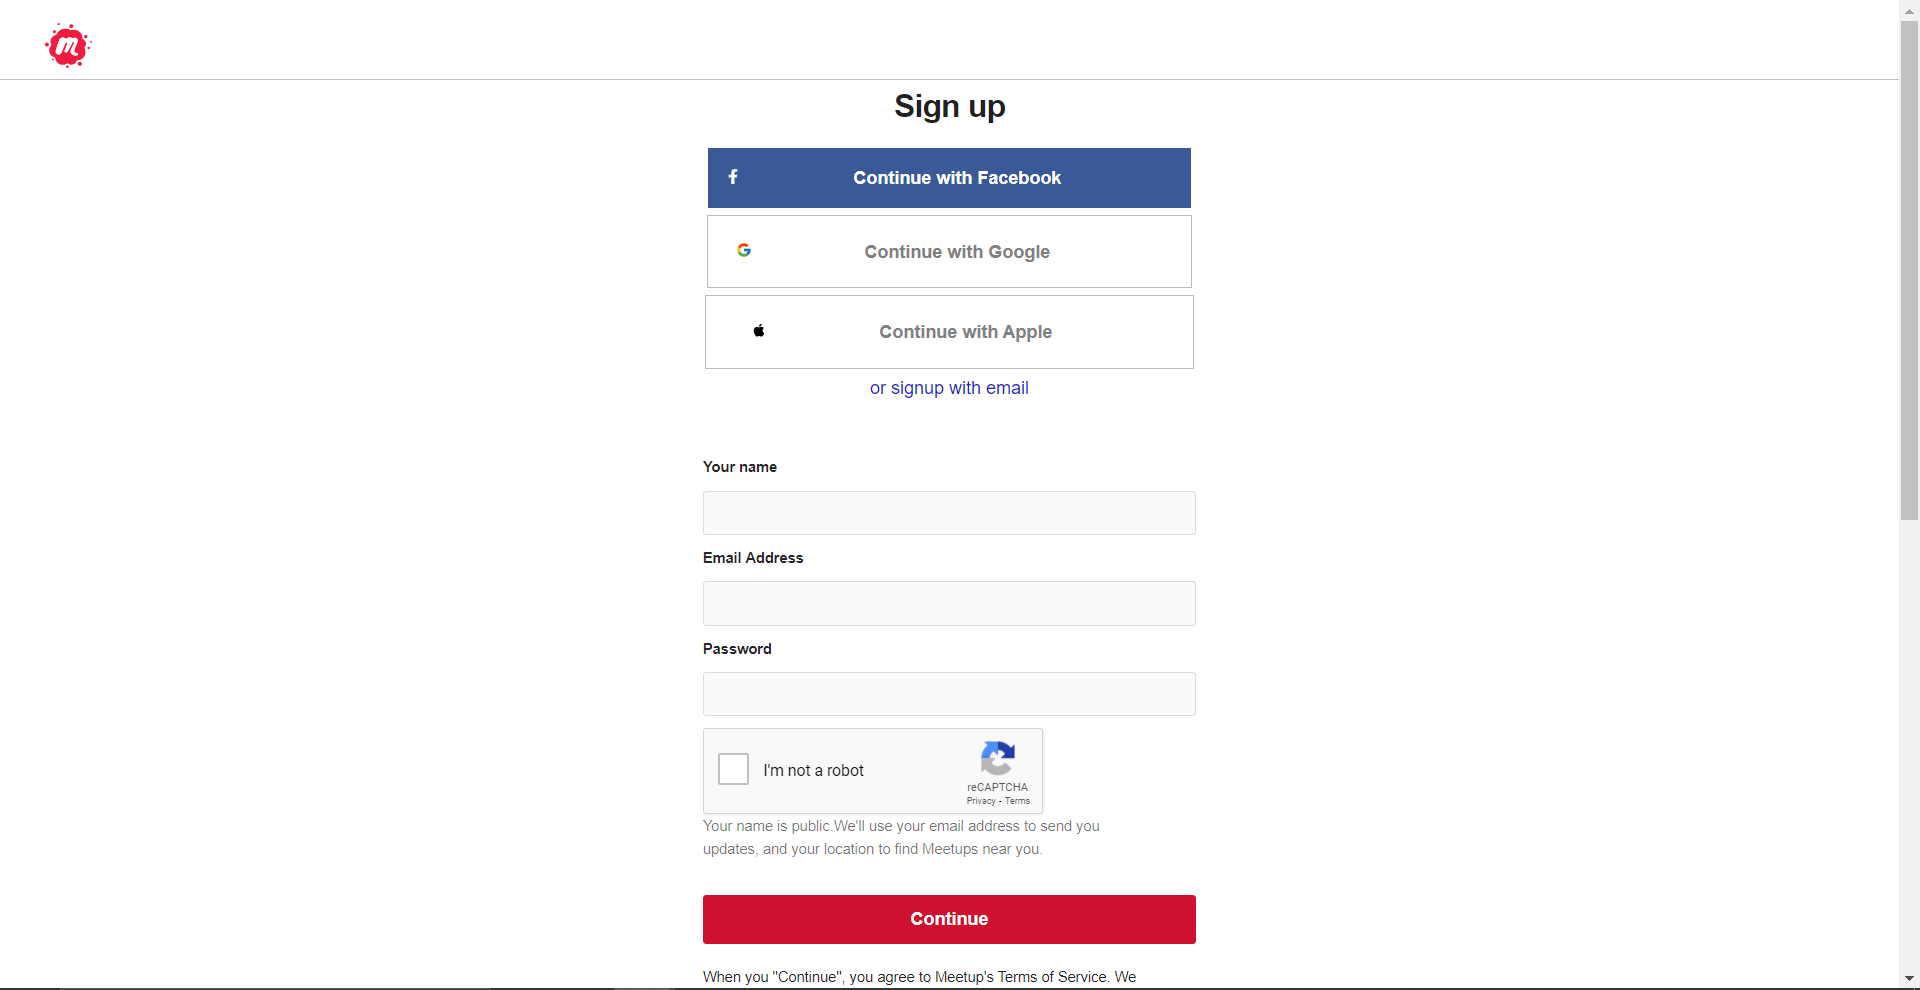 Sign up
Continue with Facebook
Continue with Google
Continue with Apple
or signup with email
Your name
Email Address
Password
I'm not a robot
reCAPTCHA
Privacy - Terms
Your name is public.We'll use your email address to send you
updates, and your location to find Meetups near you.
Continue
When you "Continue", you agree to Meetup's Terms of Service. We